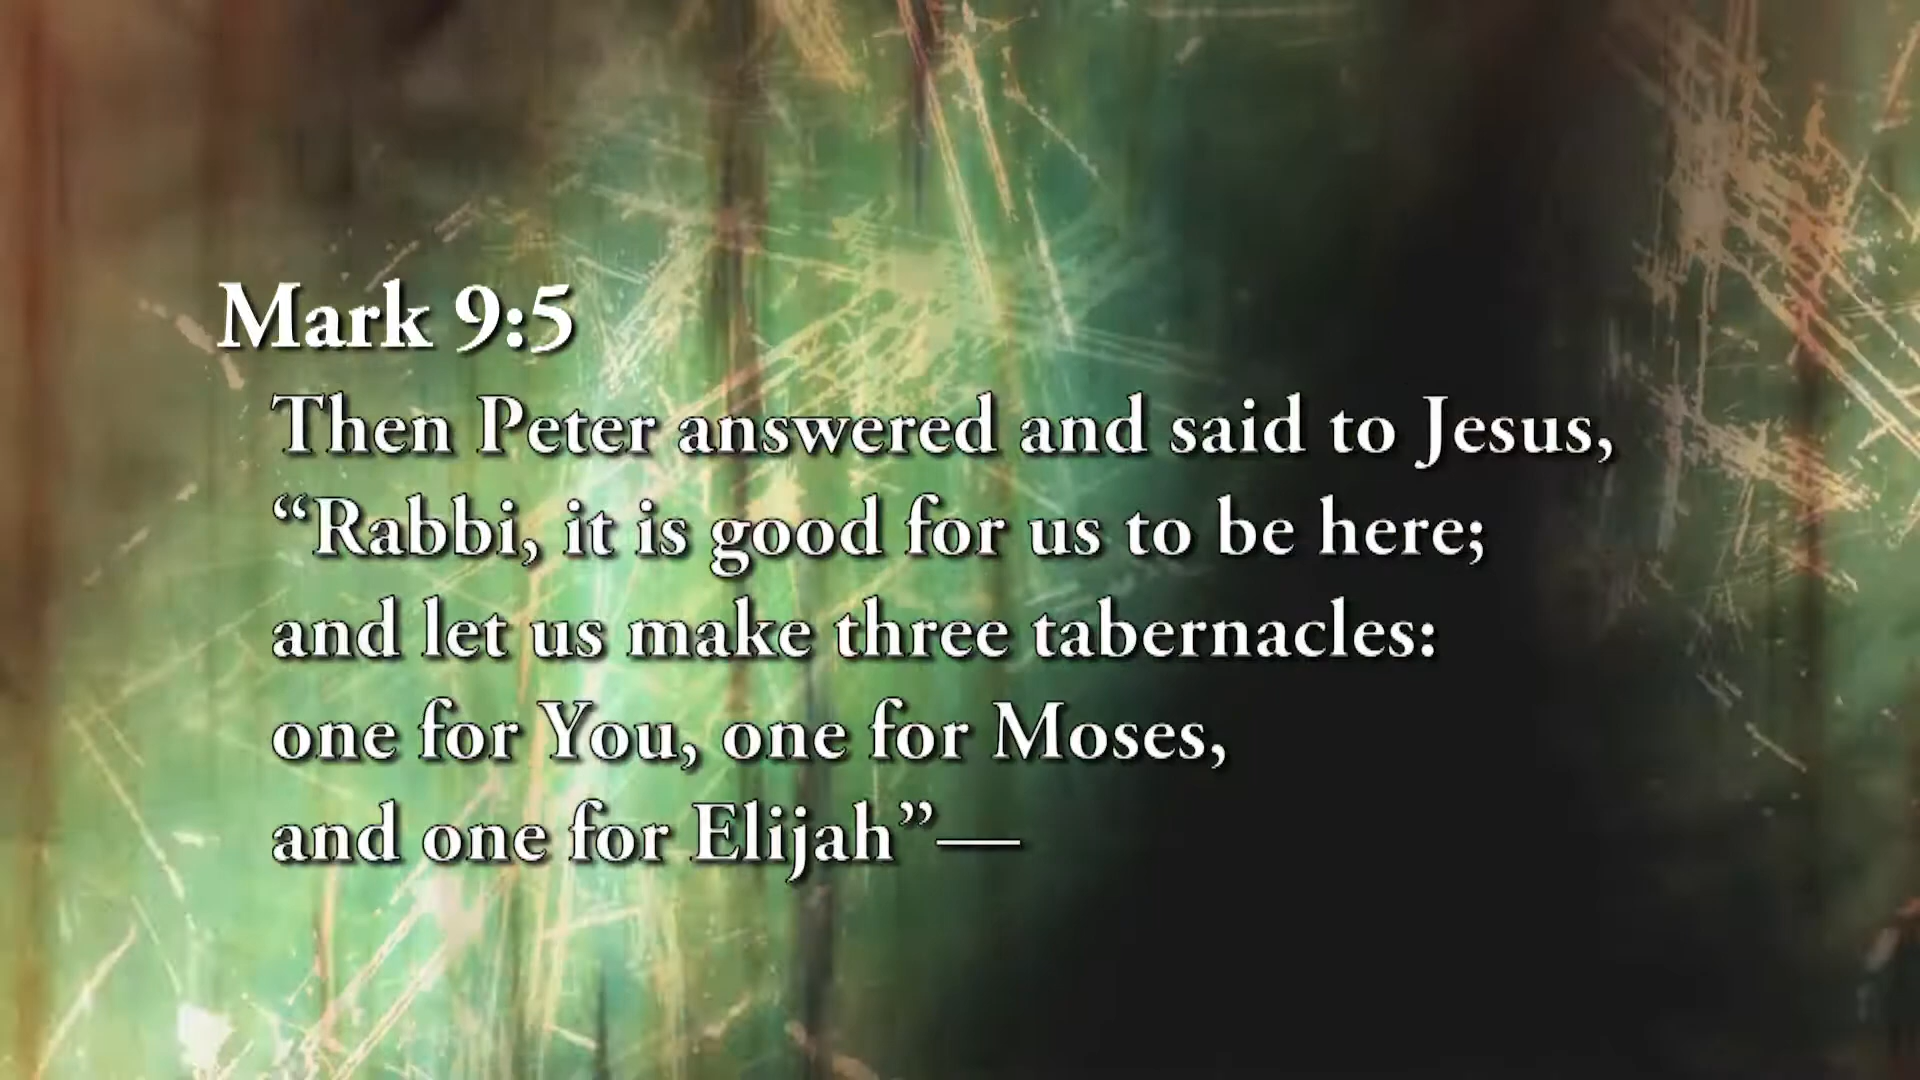 Mark 9:5
Then Peter answered and said to Jesus,
“Rabbi, it is good for us to be here;
and let us make three tabernacles:
one for You, one for Moses,
and one for Elijah”—